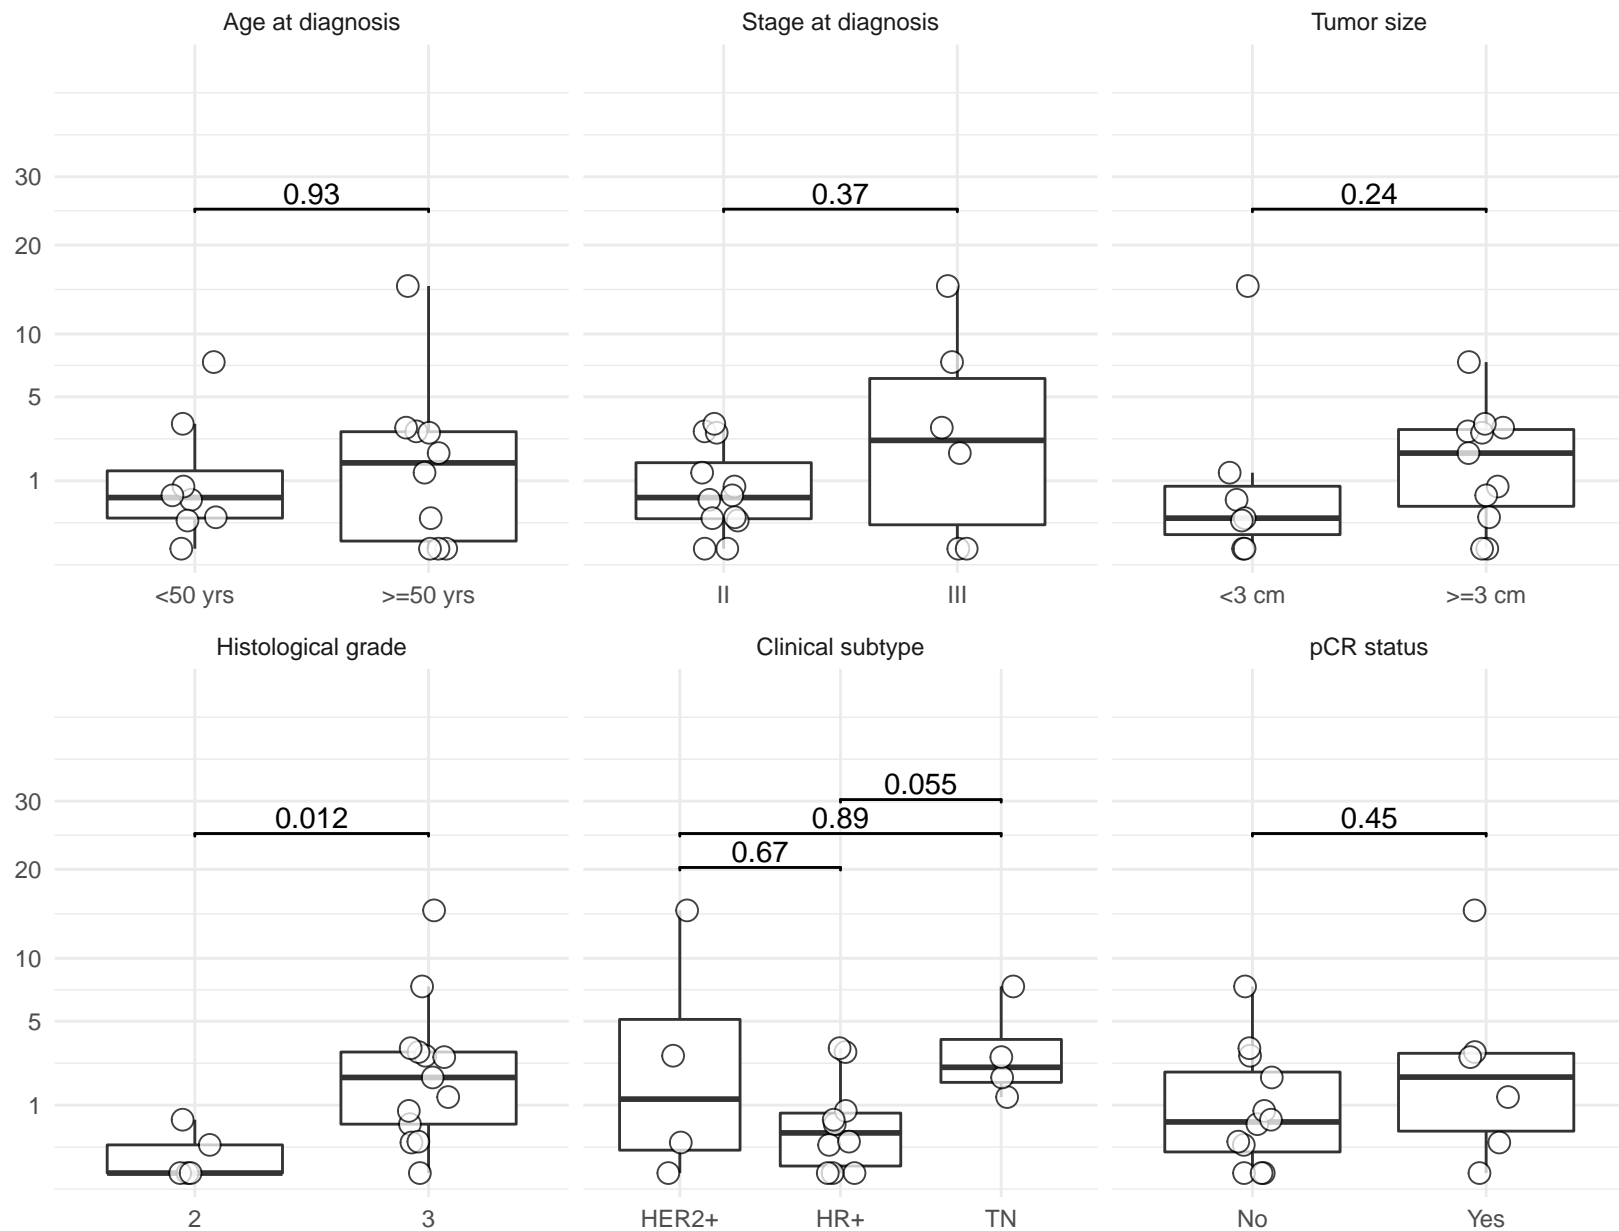 Age at diagnosis
Stage at diagnosis
Tumor size
30
20
10
5
1
0.93
0.37
0.24
<50 yrs
>=50 yrs
II
III
<3 cm
>=3 cm
Histological grade
Clinical subtype
pCR status
30
20
10
5
1
0.012
0.055
0.89
0.67
0.45
2
3
HER2+
HR+
TN
No
Yes